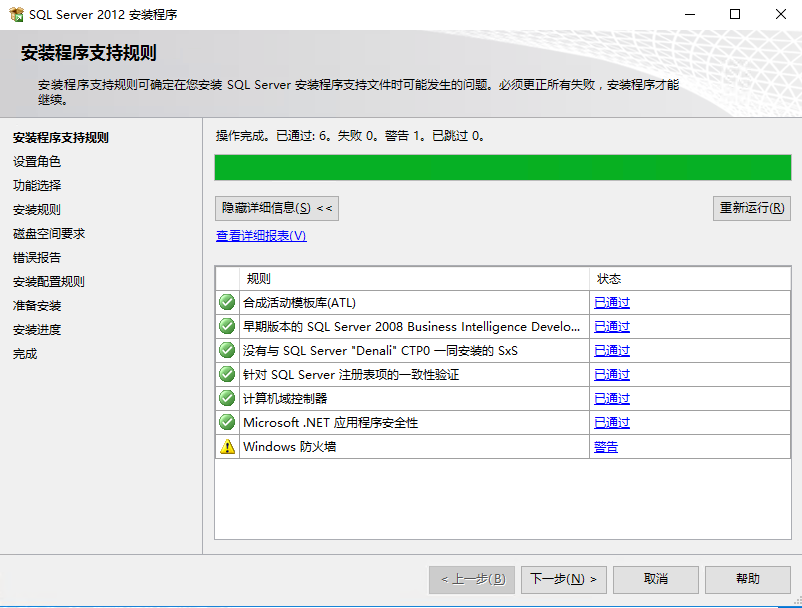 SQL Server 2012 安装程序
安装程序支持规则
安装程序支持规则可确定在您安装 SQL Server 安装程序支持文件时可能发生的问题。必须更正所有失败，安装程序才能
继续。
安装程序支持规则
设置角色
功能选择
安装规则
磁盘空间要求
错误报告
安装配置规则
准备安装
安装进度
完成
操作完成。已通过: 6。失败 0。警告 1。已跳过 0。
隐藏详细信息(S) <<
重新运行(R)
查看详细报表(V)
规则 状态
合成活动模板库(ATL) 已通过
早期版本的 SQL Server 2008 Business Intelligence Develo... 已通过
没有与 SQL Server "Denali" CTP0 一同安装的 SxS 已通过
针对 SQL Server 注册表项的一致性验证 已通过
计算机域控制器 已通过
Microsoft .NET 应用程序安全性 已通过
Windows 防火墙 警告
< 上一步(B) 下一步(N) > 取消 帮助